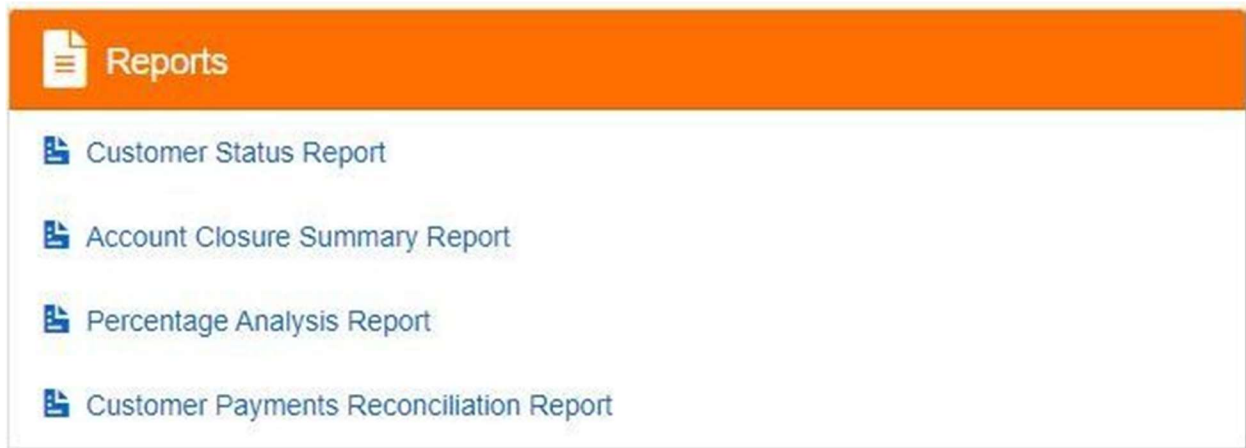 Reports
Customer Status Report
Account Closure Summary Report
Percentage Analysis Report
Customer Payments Reconciliation Report